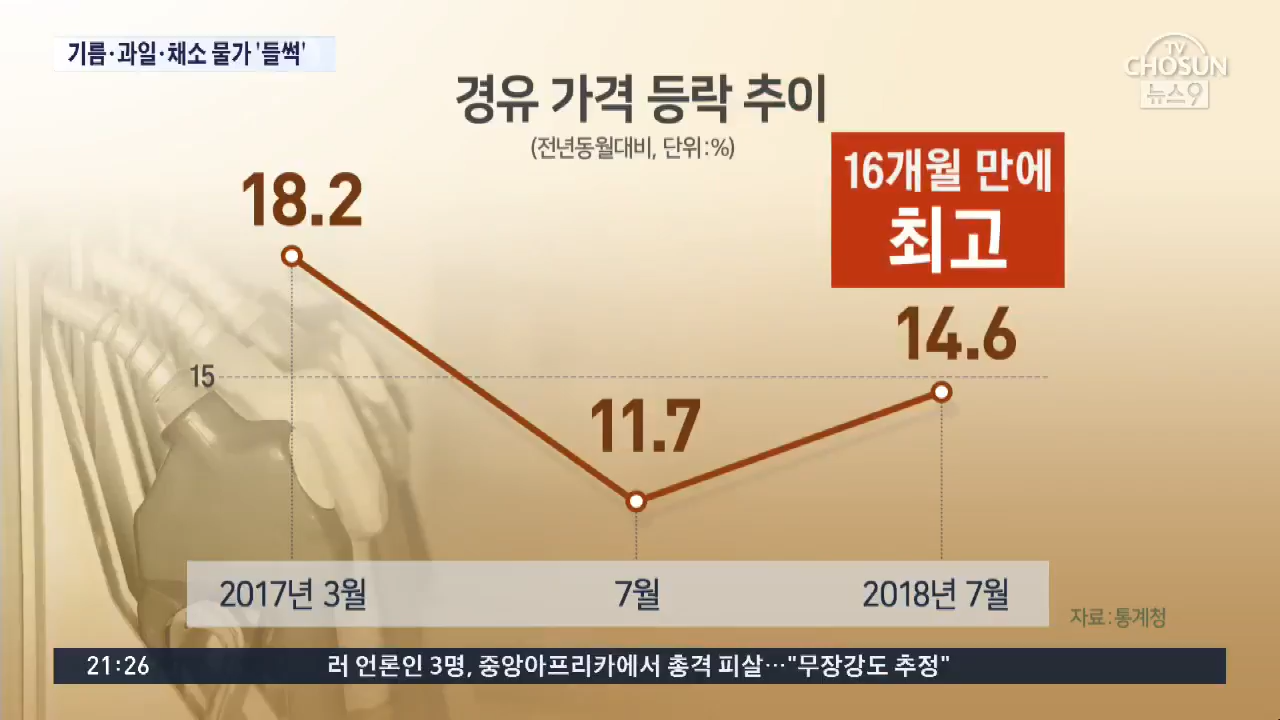 기름·과일·채소 물가 '들썩'
TV
CHOSUN
뉴스9
경유 가격 등락 추이
(전년동월대비, 단위:%)
16개월 만에
최고
18.2
14.6
15
11.7
2017년 3월
7월
2018년 7월
자료:통계청
21:26
러 언론인 3명, 중앙아프리카에서 총격 피살…"무장강도 추정"